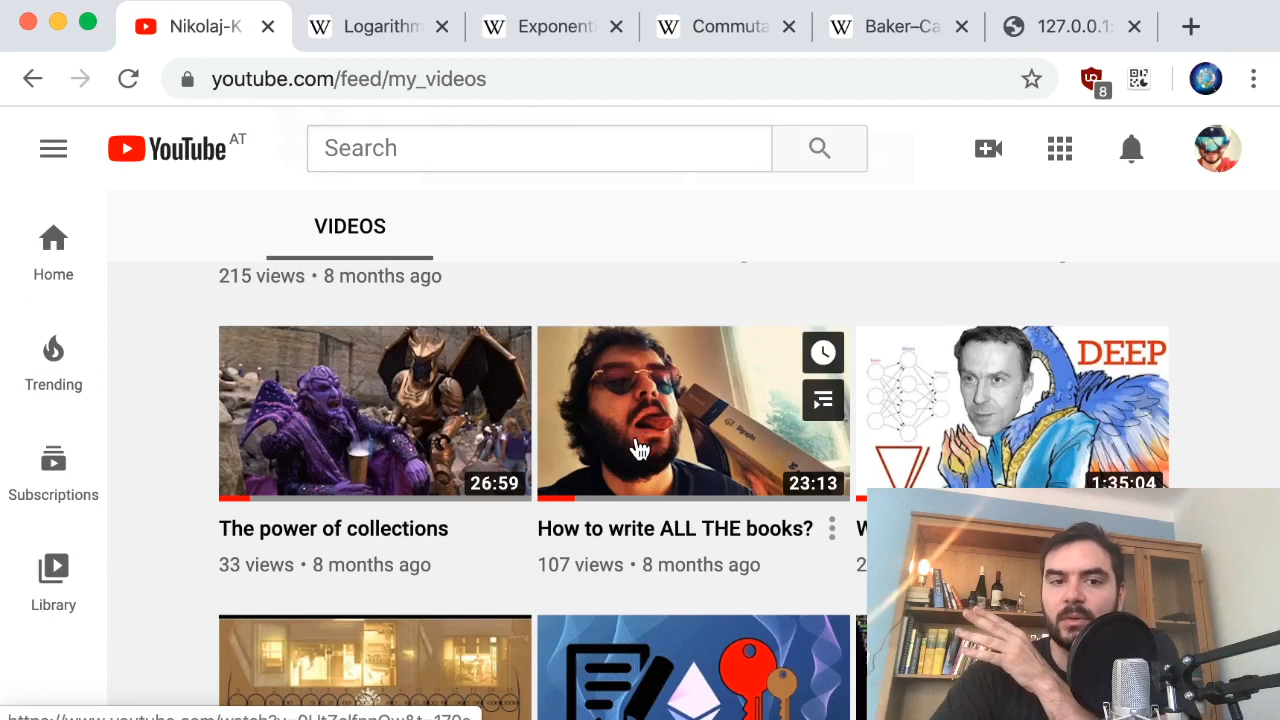 Nikolaj-K
Logarithm
Exponenti
Commuta
Baker–Ca
127.0.0.1:
youtube.com/feed/my_videos
8
YouTube AT
Search
VIDEOS
Home
Trending
Subscriptions
Library
215 views • 8 months ago
26:59
23:13
DEEP
1:35:04
The power of collections
How to write ALL THE books?
33 views • 8 months ago
107 views • 8 months ago